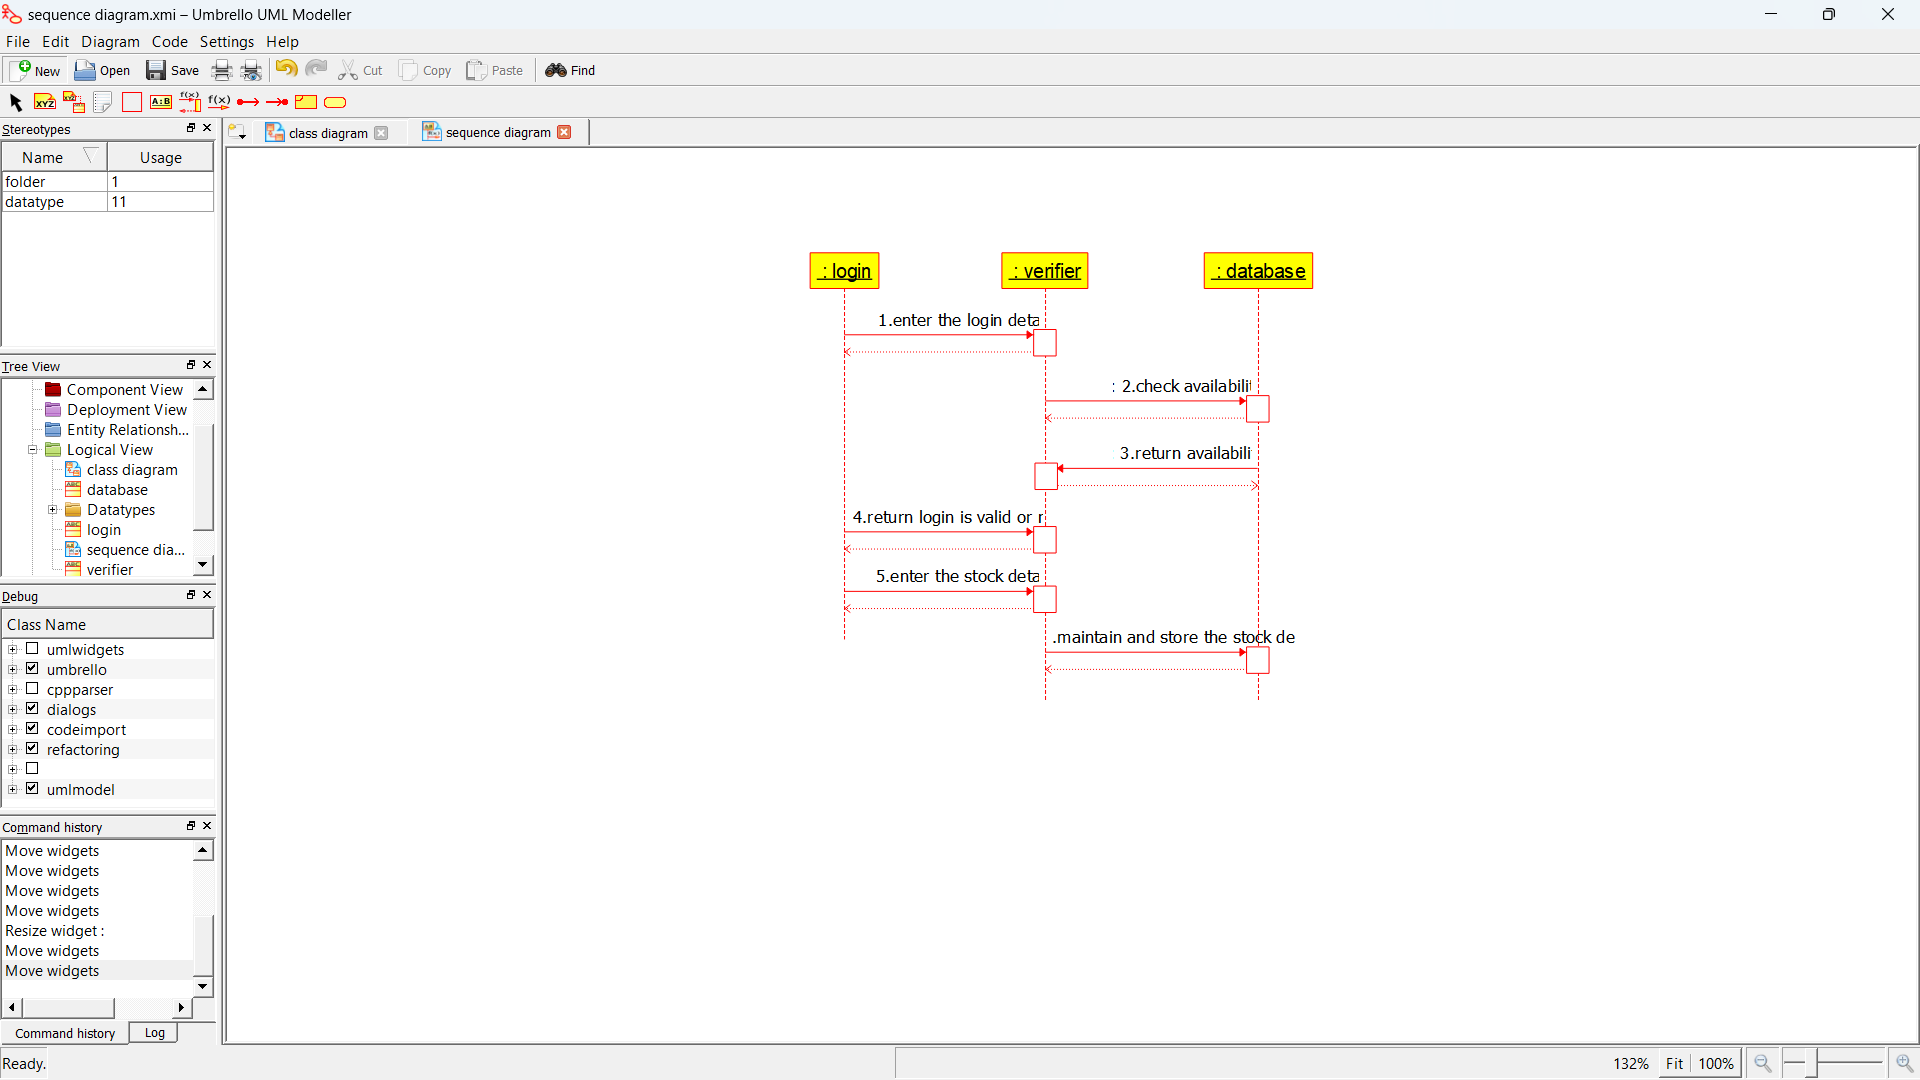 sequence diagram.xmi – Umbrello UML Modeller
File Edit Diagram Code Settings Help
New Open Save Cut Copy Paste Find
XYZ XYZ A:B f(x) f(x)
Stereotypes
class diagram sequence diagram
Name Usage
folder 1
datatype 11
: login : verifier : database
1.enter the login deta
: 2.check availabilit
3.return availabili
4.return login is valid or r
5.enter the stock deta
.maintain and store the stock de
Tree View
Component View
Deployment View
Entity Relationsh...
Logical View
class diagram
database
Datatypes
login
sequence dia...
verifier
Debug
Class Name
umlwidgets
umbrello
cppparser
dialogs
codeimport
refactoring
umlmodel
Command history
Move widgets
Move widgets
Move widgets
Move widgets
Resize widget :
Move widgets
Move widgets
Command history Log
Ready. 132% Fit 100%